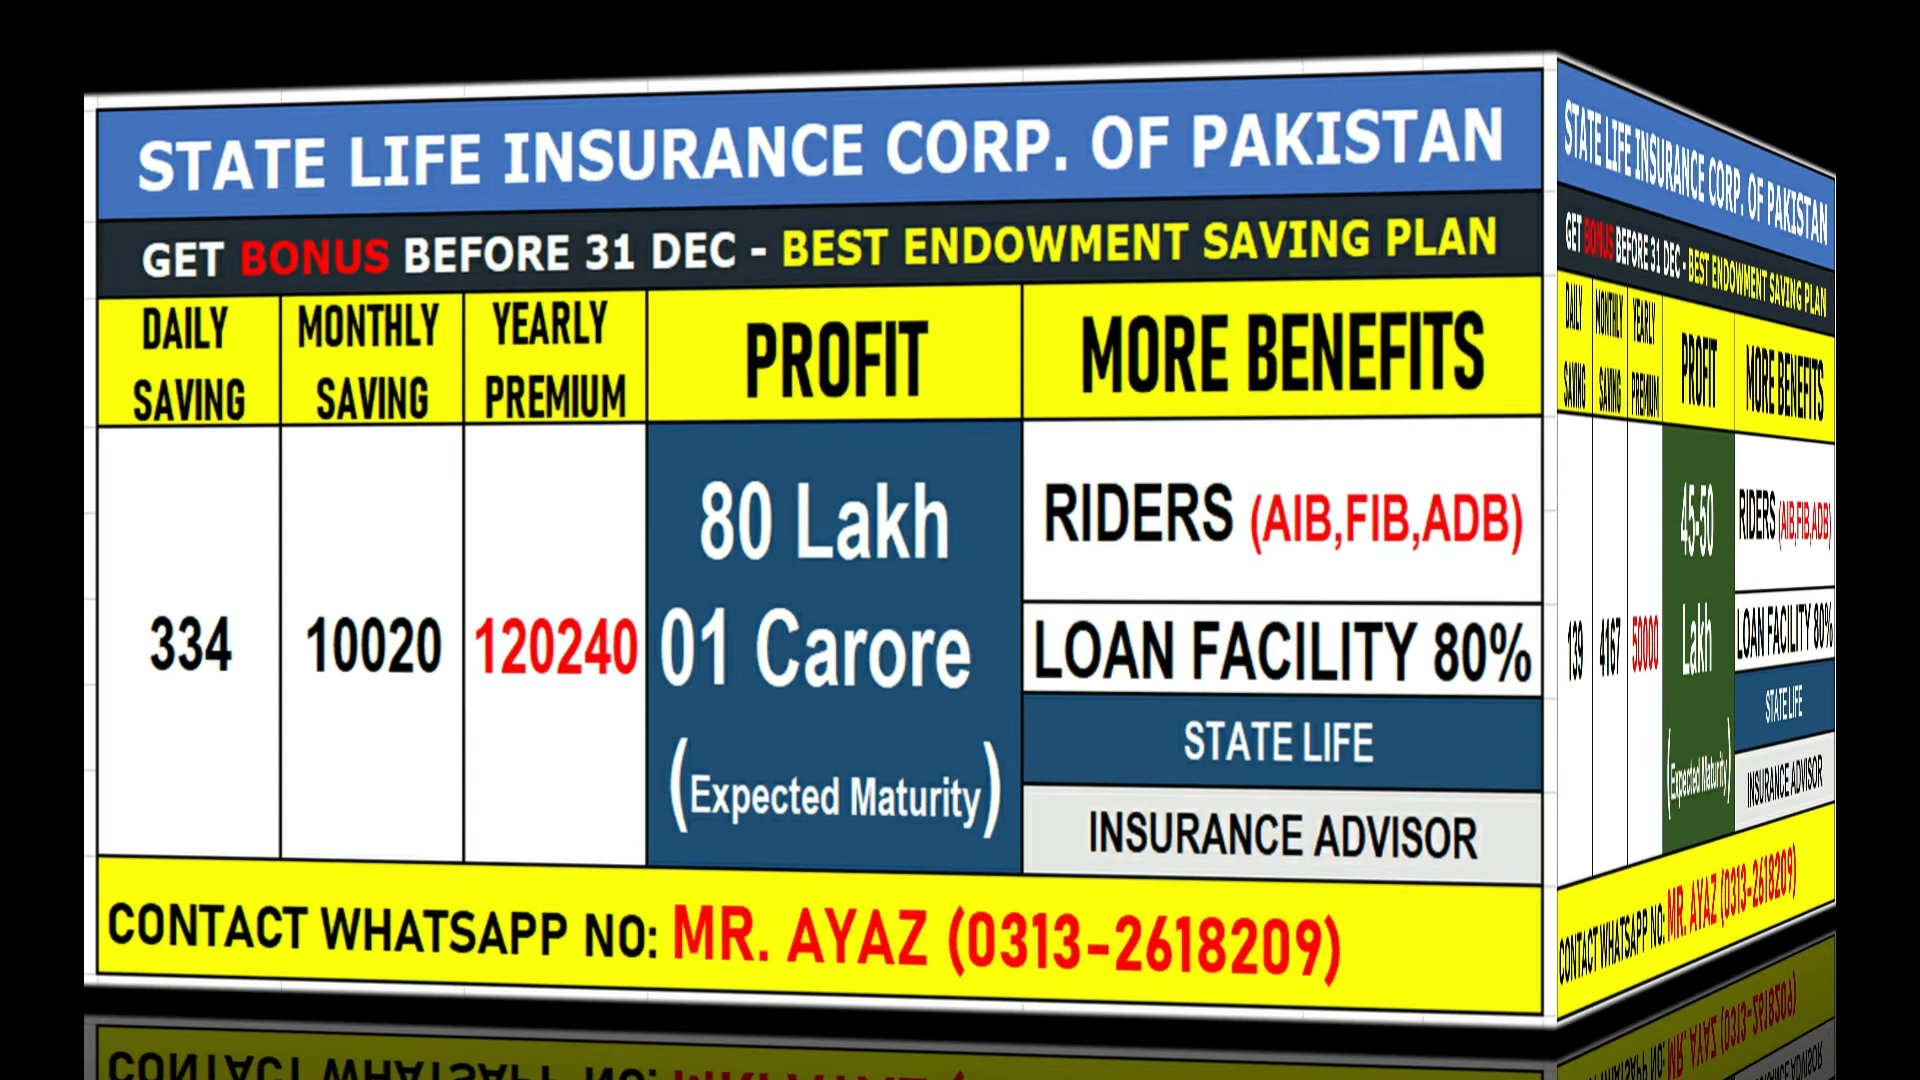 STATE LIFE INSURANCE CORP. OF PAKISTAN
GET BONUS BEFORE 31 DEC - BEST ENDOWMENT SAVING PLAN
DAILY SAVING
MONTHLY SAVING
YEARLY PREMIUM
PROFIT
MORE BENEFITS
334
10020
120240
80 Lakh
01 Carore
(Expected Maturity)
RIDERS (AIB,FIB,ADB)
LOAN FACILITY 80%
STATE LIFE
INSURANCE ADVISOR
CONTACT WHATSAPP NO: MR. AYAZ (0313-2618209)
STATE LIFE INSURANCE CORP. OF PAKISTAN
GET BONUS BEFORE 31 DEC - BEST ENDOWMENT SAVING PLAN
DAILY SAVING
MONTHLY SAVING
YEARLY PREMIUM
PROFIT
MORE BENEFITS
139
4167
50000
45-50
Lakh
(Expected Maturity)
RIDERS (AIB,FIB,ADB)
LOAN FACILITY 80%
STATE LIFE
INSURANCE ADVISOR
CONTACT WHATSAPP NO: MR. AYAZ (0313-2618209)